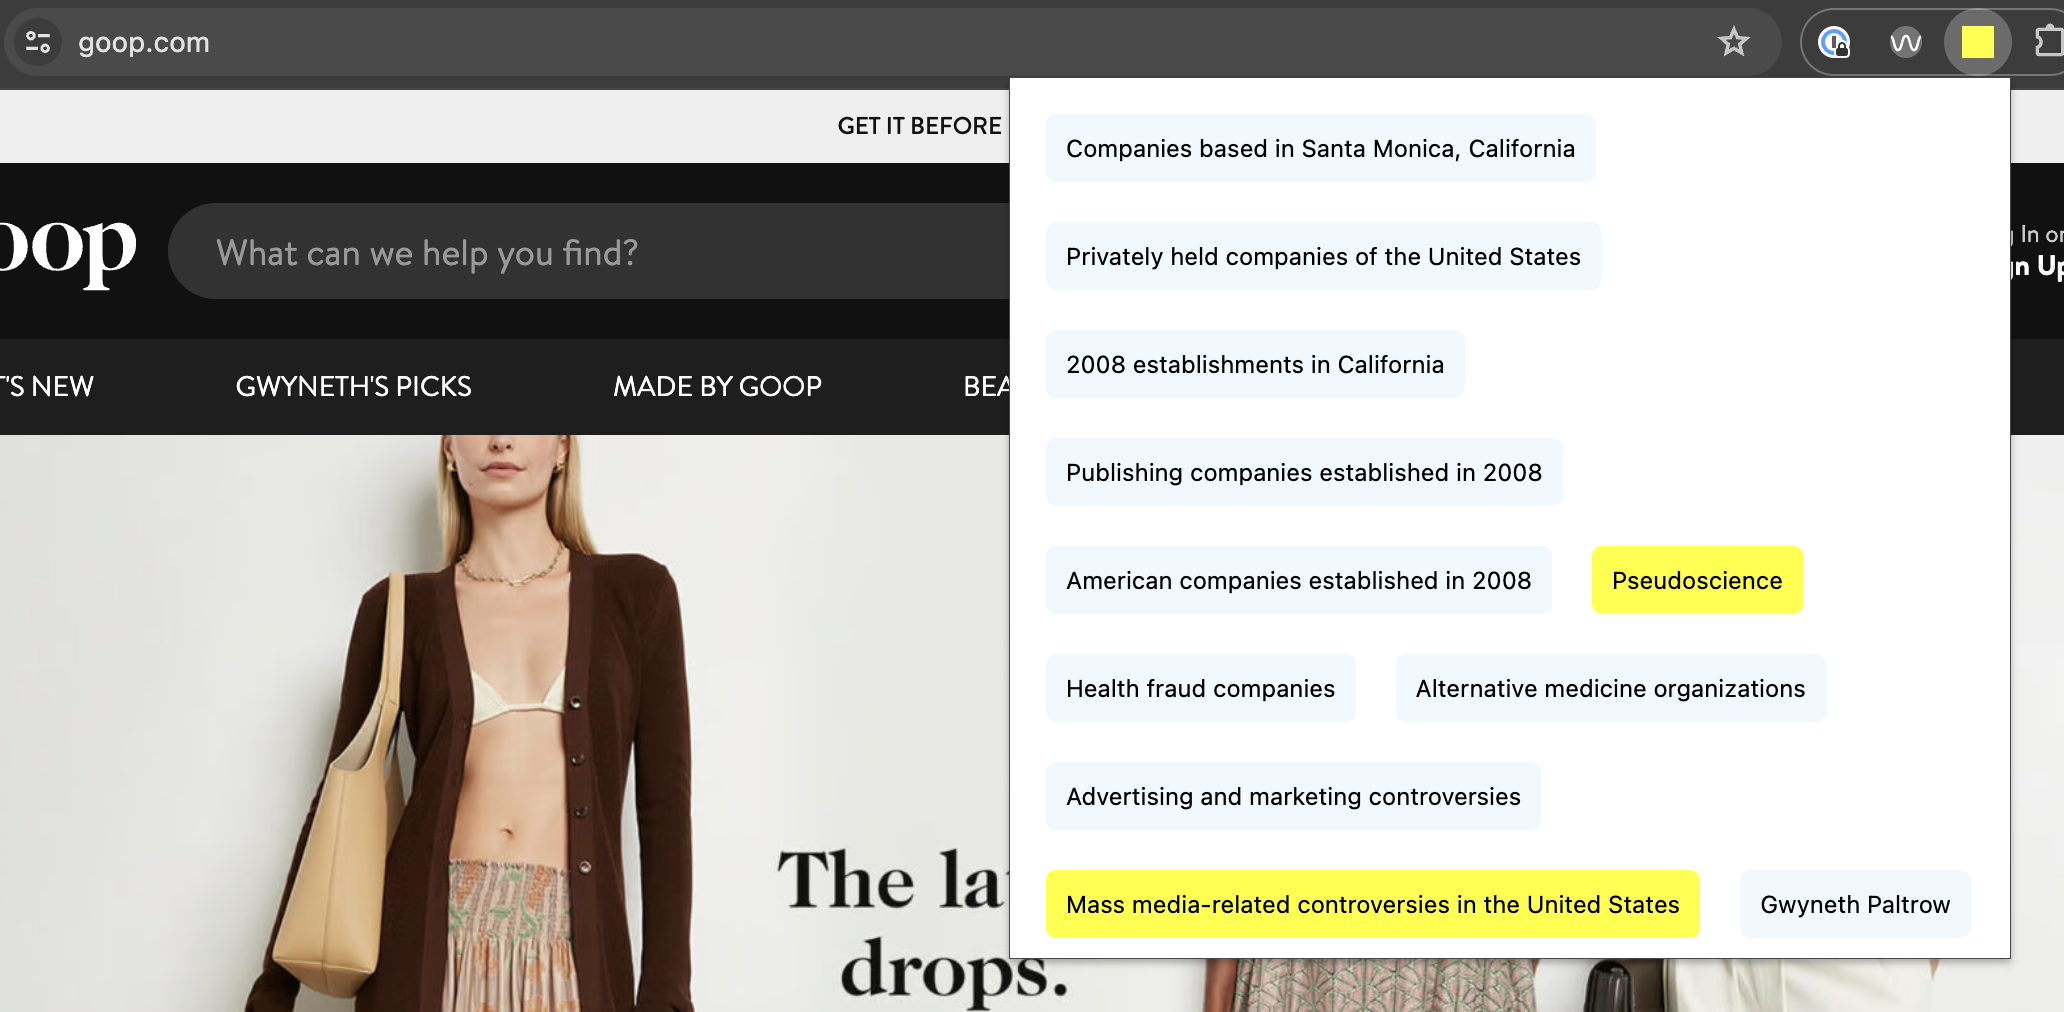 goop.com
GET IT BEFORE
oop
What can we help you find?
In or
n Up
'S NEW
GWYNETH'S PICKS
MADE BY GOOP
BEA
Companies based in Santa Monica, California
Privately held companies of the United States
2008 establishments in California
Publishing companies established in 2008
American companies established in 2008
Pseudoscience
Health fraud companies
Alternative medicine organizations
Advertising and marketing controversies
Mass media-related controversies in the United States
Gwyneth Paltrow
The la
drops.